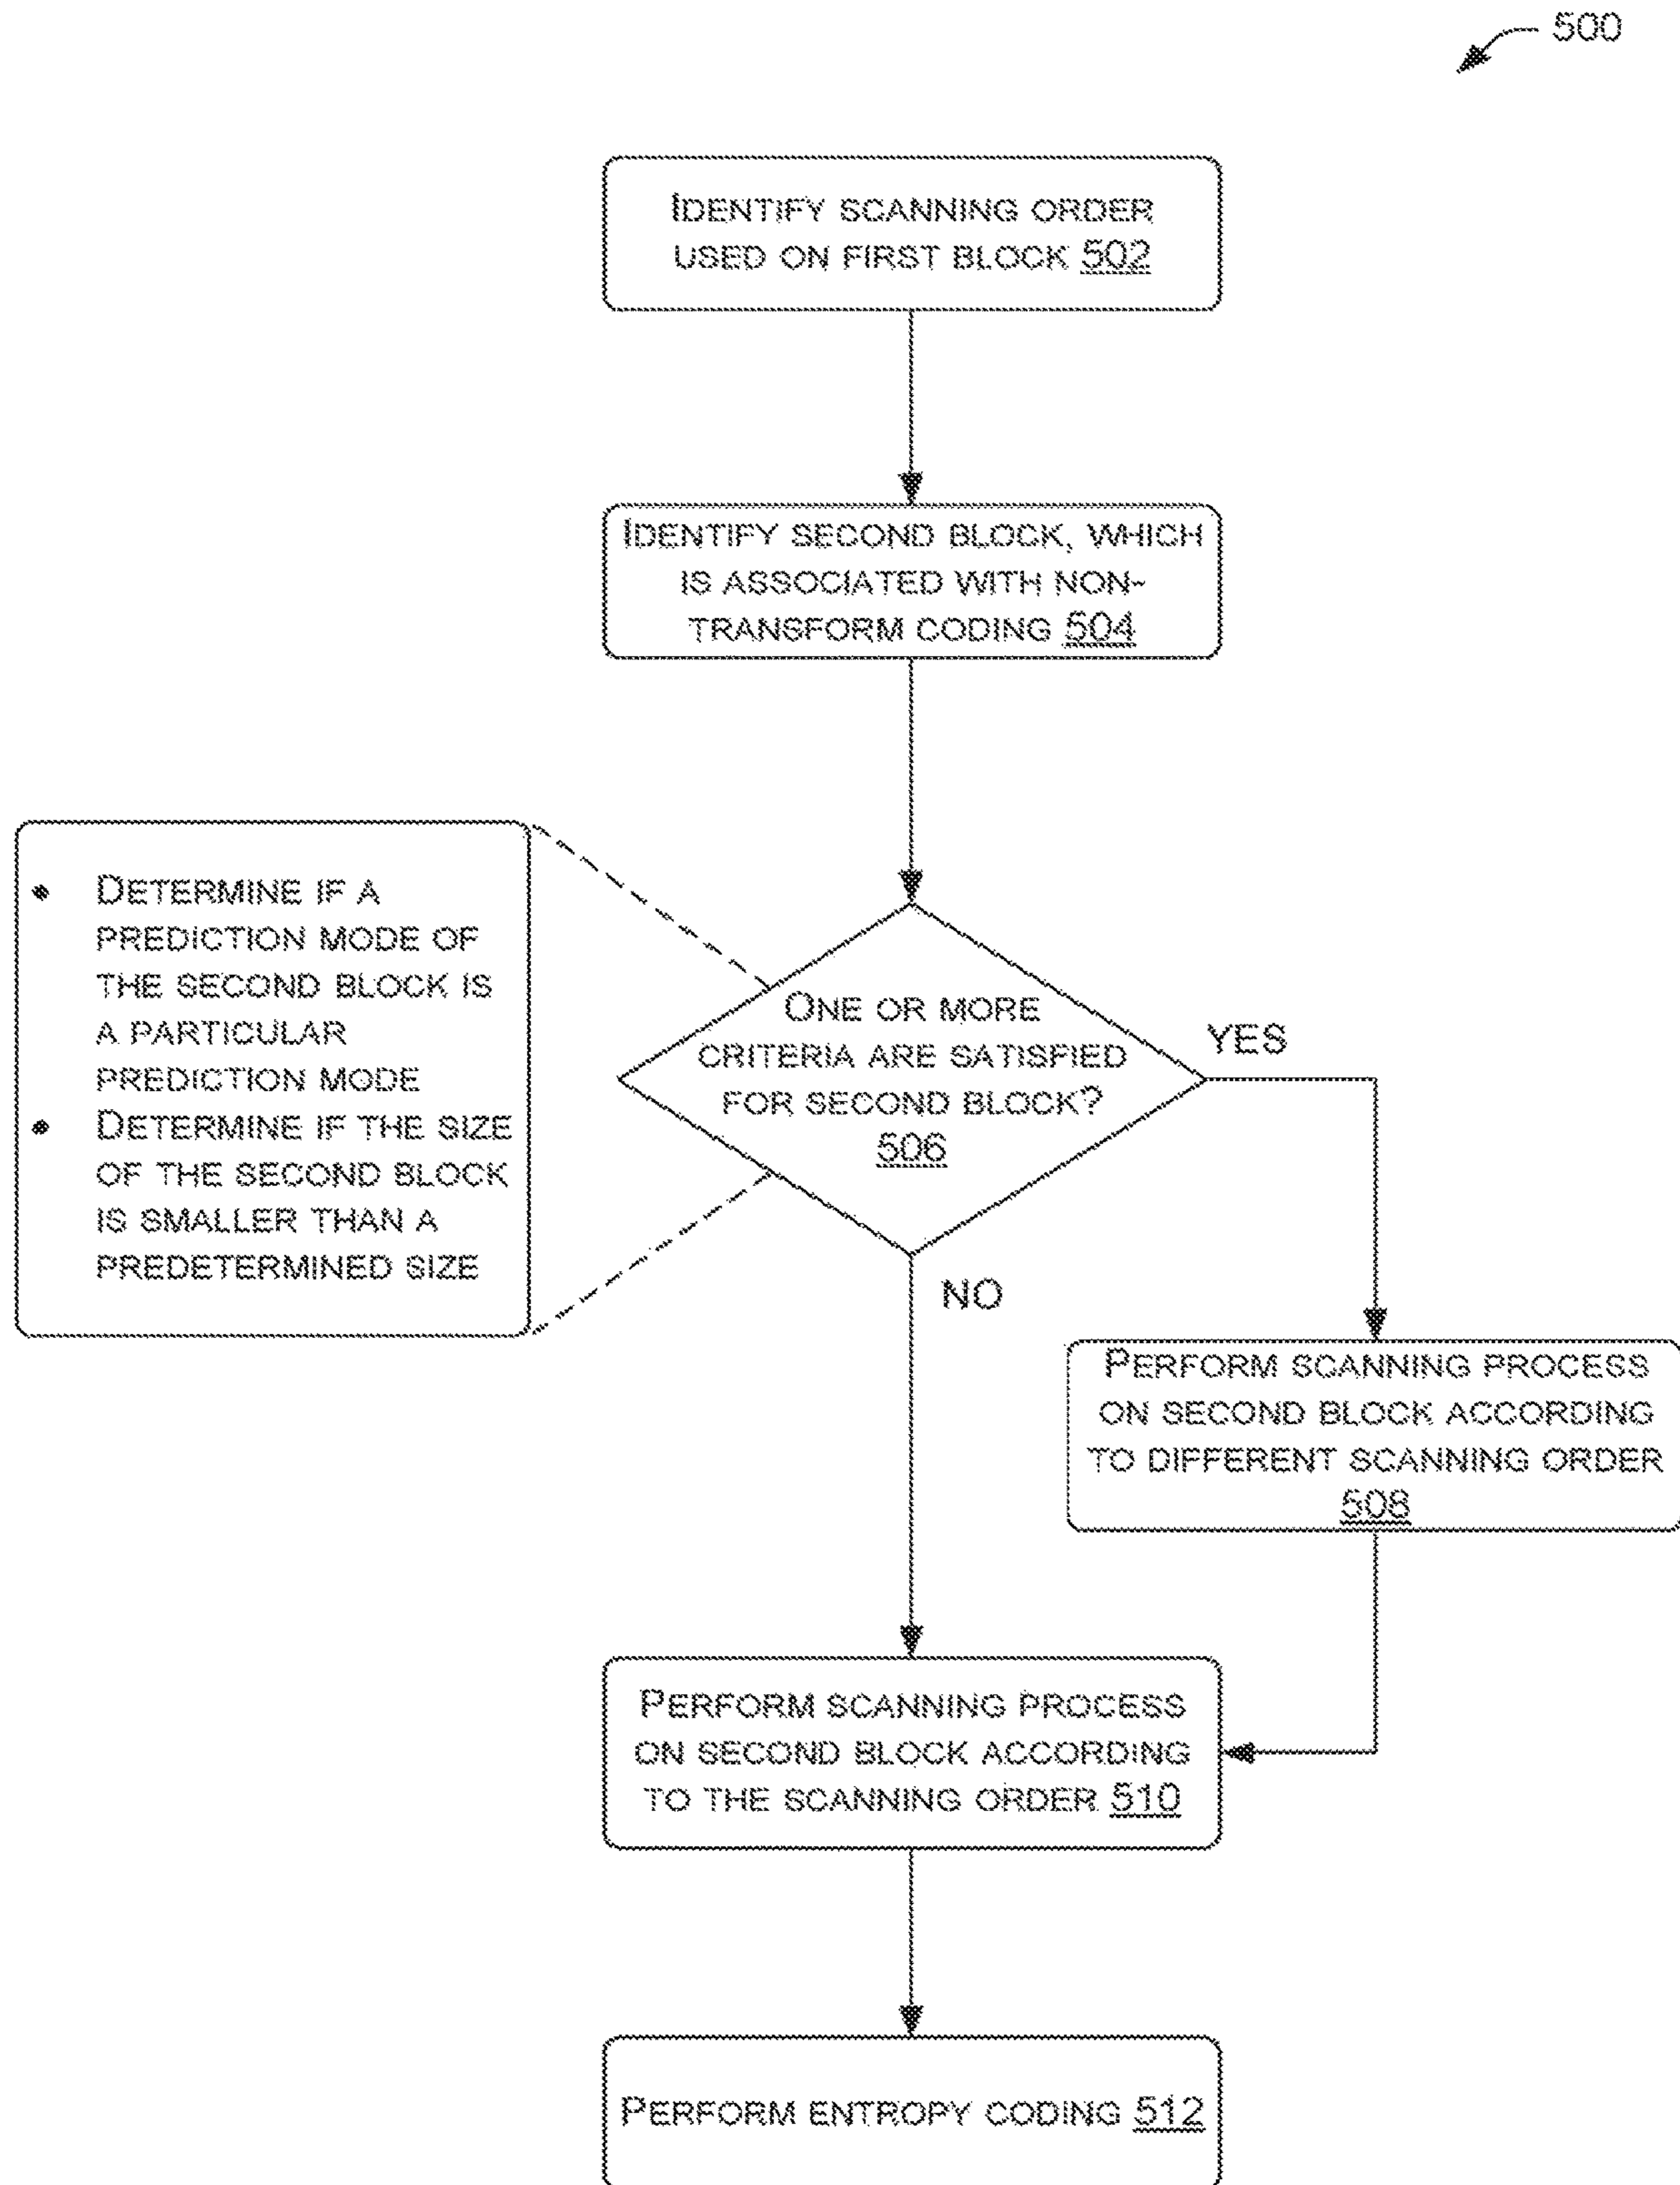 500
IDENTIFY SCANNING ORDER
USED ON FIRST BLOCK 502
IDENTIFY SECOND BLOCK, WHICH
IS ASSOCIATED WITH NON-
TRANSFORM CODING 504
• DETERMINE IF A
PREDICTION MODE OF
THE SECOND BLOCK IS
A PARTICULAR
PREDICTION MODE
• DETERMINE IF THE SIZE
OF THE SECOND BLOCK
IS SMALLER THAN A
PREDETERMINED SIZE
ONE OR MORE
CRITERIA ARE SATISFIED
FOR SECOND BLOCK?
506
YES
NO
PERFORM SCANNING PROCESS
ON SECOND BLOCK ACCORDING
TO DIFFERENT SCANNING ORDER
508
PERFORM SCANNING PROCESS
ON SECOND BLOCK ACCORDING
TO THE SCANNING ORDER 510
PERFORM ENTROPY CODING 512